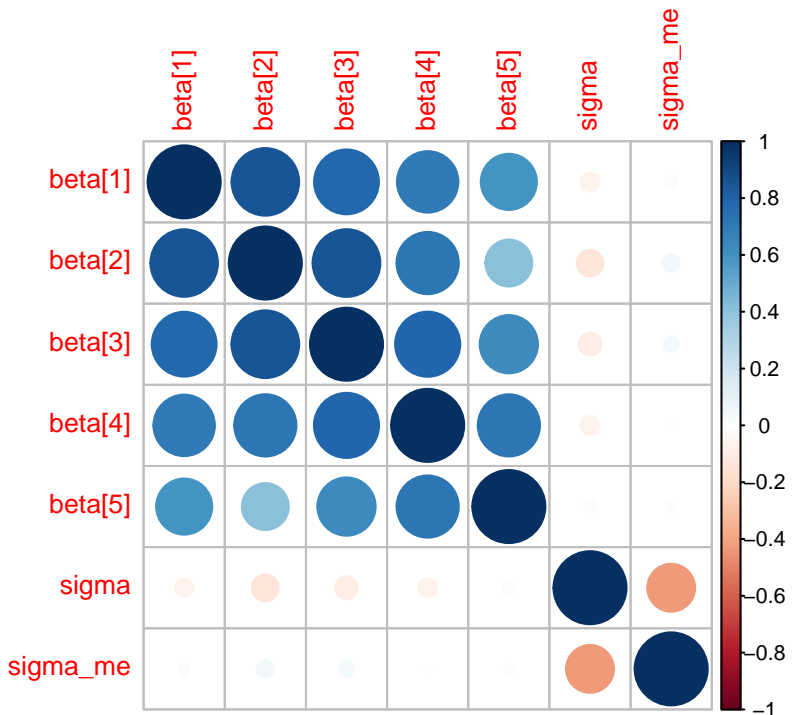 beta[1]
beta[2]
beta[3]
beta[4]
beta[5]
sigma
sigma_me
beta[1]
beta[2]
beta[3]
beta[4]
beta[5]
sigma
sigma_me
1
0.8
0.6
0.4
0.2
0
−0.2
−0.4
−0.6
−0.8
−1